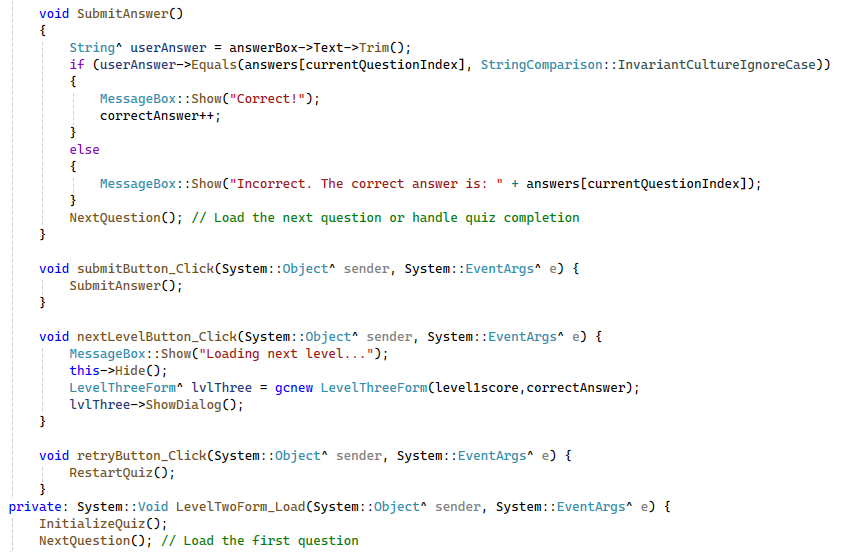 void SubmitAnswer()
{
String^ userAnswer = answerBox->Text->Trim();
if (userAnswer->Equals(answers[currentQuestionIndex], StringComparison::InvariantCultureIgnoreCase))
{
MessageBox::Show("Correct!");
correctAnswer++;
}
else
{
MessageBox::Show("Incorrect. The correct answer is: " + answers[currentQuestionIndex]);
}
NextQuestion(); // Load the next question or handle quiz completion
}
void submitButton_Click(System::Object^ sender, System::EventArgs^ e) {
SubmitAnswer();
}
void nextLevelButton_Click(System::Object^ sender, System::EventArgs^ e) {
MessageBox::Show("Loading next level...");
this->Hide();
LevelThreeForm^ lvlThree = gcnew LevelThreeForm(level1score,correctAnswer);
lvlThree->ShowDialog();
}
void retryButton_Click(System::Object^ sender, System::EventArgs^ e) {
RestartQuiz();
}
private: System::Void LevelTwoForm_Load(System::Object^ sender, System::EventArgs^ e) {
InitializeQuiz();
NextQuestion(); // Load the first question